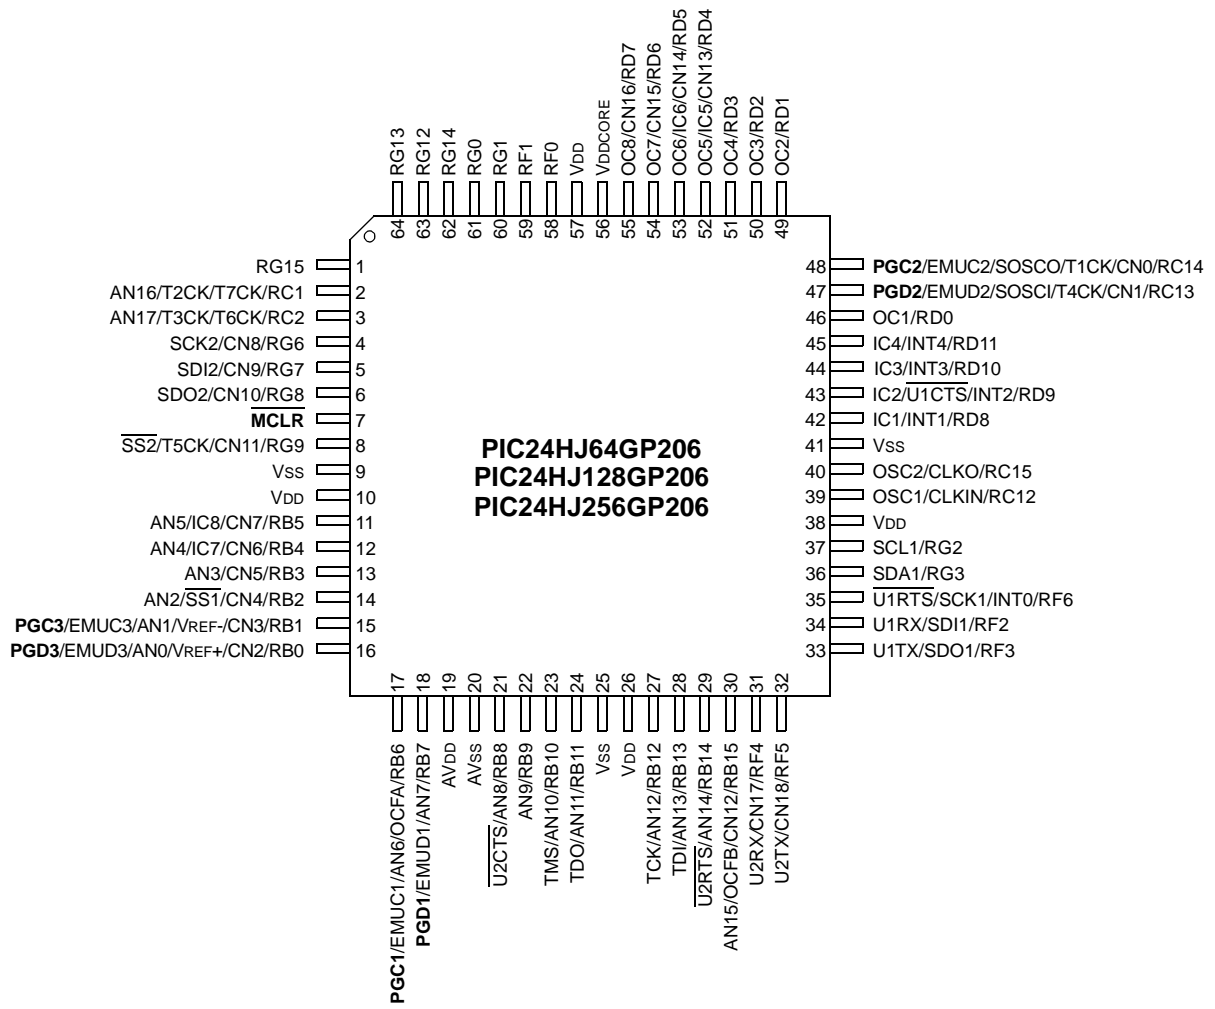 RG13
RG12
RG14
RG0
RG1
RF1
RF0
VDD
VDDCORE
OC8/CN16/RD7
OC7/CN15/RD6
OC6/IC6/CN14/RD5
OC5/IC5/CN13/RD4
OC4/RD3
OC3/RD2
OC2/RD1
64
63
62
61
60
59
58
57
56
55
54
53
52
51
50
49
RG15 1
AN16/T2CK/T7CK/RC1 2
AN17/T3CK/T6CK/RC2 3
SCK2/CN8/RG6 4
SDI2/CN9/RG7 5
SDO2/CN10/RG8 6
MCLR 7
SS2/T5CK/CN11/RG9 8
VSS 9
VDD 10
AN5/IC8/CN7/RB5 11
AN4/IC7/CN6/RB4 12
AN3/CN5/RB3 13
AN2/SS1/CN4/RB2 14
PGC3/EMUC3/AN1/VREF-/CN3/RB1 15
PGD3/EMUD3/AN0/VREF+/CN2/RB0 16
PIC24HJ64GP206
PIC24HJ128GP206
PIC24HJ256GP206
48 PGC2/EMUC2/SOSCO/T1CK/CN0/RC14
47 PGD2/EMUD2/SOSCI/T4CK/CN1/RC13
46 OC1/RD0
45 IC4/INT4/RD11
44 IC3/INT3/RD10
43 IC2/U1CTS/INT2/RD9
42 IC1/INT1/RD8
41 VSS
40 OSC2/CLKO/RC15
39 OSC1/CLKIN/RC12
38 VDD
37 SCL1/RG2
36 SDA1/RG3
35 U1RTS/SCK1/INT0/RF6
34 U1RX/SDI1/RF2
33 U1TX/SDO1/RF3
17
18
19
20
21
22
23
24
25
26
27
28
29
30
31
32
PGC1/EMUC1/AN6/OCFA/RB6
PGD1/EMUD1/AN7/RB7
AVDD
AVSS
U2CTS/AN8/RB8
AN9/RB9
TMS/AN10/RB10
TDO/AN11/RB11
VSS
VDD
TCK/AN12/RB12
TDI/AN13/RB13
U2RTS/AN14/RB14
AN15/OCFB/CN12/RB15
U2RX/CN17/RF4
U2TX/CN18/RF5